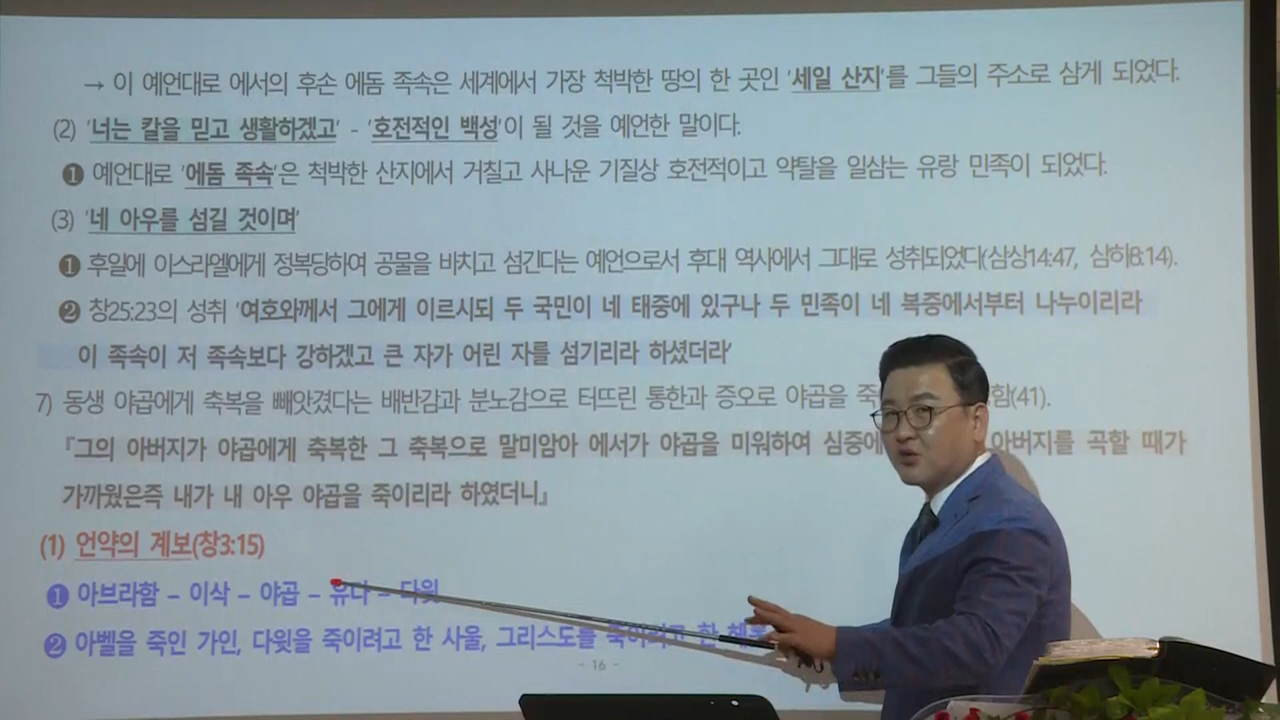 → 이 예언대로 에서의 후손 에돔 족속은 세계에서 가장 척박한 땅의 한 곳인 '세일 산지'를 그들의 주소로 삼게 되었다.
(2) '너는 칼을 믿고 생활하겠고' - '호전적인 백성'이 될 것을 예언한 말이다.
❶ 예언대로 '에돔 족속'은 척박한 산지에서 거칠고 사나운 기질상 호전적이고 약탈을 일삼는 유랑 민족이 되었다.
(3) '네 아우를 섬길 것이며'
❶ 후일에 이스라엘에게 정복당하여 공물을 바치고 섬긴다는 예언으로서 후대 역사에서 그대로 성취되었다(삼상14:47, 삼하8:14).
❷ 창25:23의 성취 '여호와께서 그에게 이르시되 두 국민이 네 태중에 있구나 두 민족이 네 복중에서부터 나누이리라
이 족속이 저 족속보다 강하겠고 큰 자가 어린 자를 섬기리라 하셨더라'
7) 동생 야곱에게 축복을 빼앗겼다는 배반감과 분노감으로 터뜨린 통한과 증오로 야곱을 함(41).
『그의 아버지가 야곱에게 축복한 그 축복으로 말미암아 에서가 야곱을 미워하여 심중에 아버지를 곡할 때가
가까웠은즉 내가 내 아우 야곱을 죽이리라 하였더니』
(1) 언약의 계보(창3:15)
❶ 아브라함 – 이삭 – 야곱 – 유다 – 다윗
❷ 아벨을 죽인 가인, 다윗을 죽이려고 한 사울, 그리스도를 죽이려고 한
- 16 -